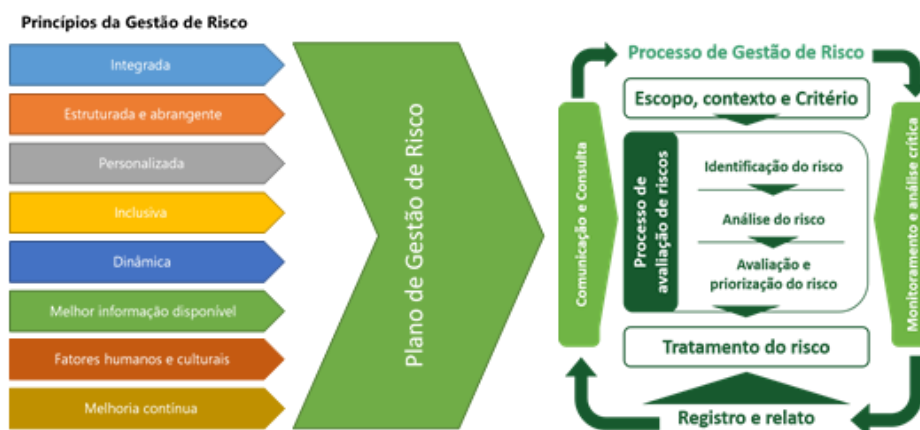 Princípios da Gestão de Risco
Integrada
Estruturada e abrangente
Personalizada
Inclusiva
Dinâmica
Melhor informação disponível
Fatores humanos e culturais
Melhoria contínua
Plano de Gestão de Risco
Processo de Gestão de Risco
Escopo, contexto e Critério
Comunicação e Consulta
Processo de
avaliação de riscos
Identificação do risco
Análise do risco
Avaliação e
priorização do risco
Monitoramento e análise crítica
Tratamento do risco
Registro e relato